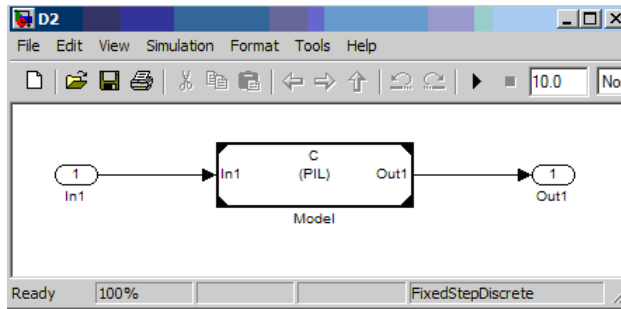 D2
File Edit View Simulation Format Tools Help
10.0 No
C
1 In1 (PIL) Out1 1
In1 Out1
Model
Ready 100% FixedStepDiscrete